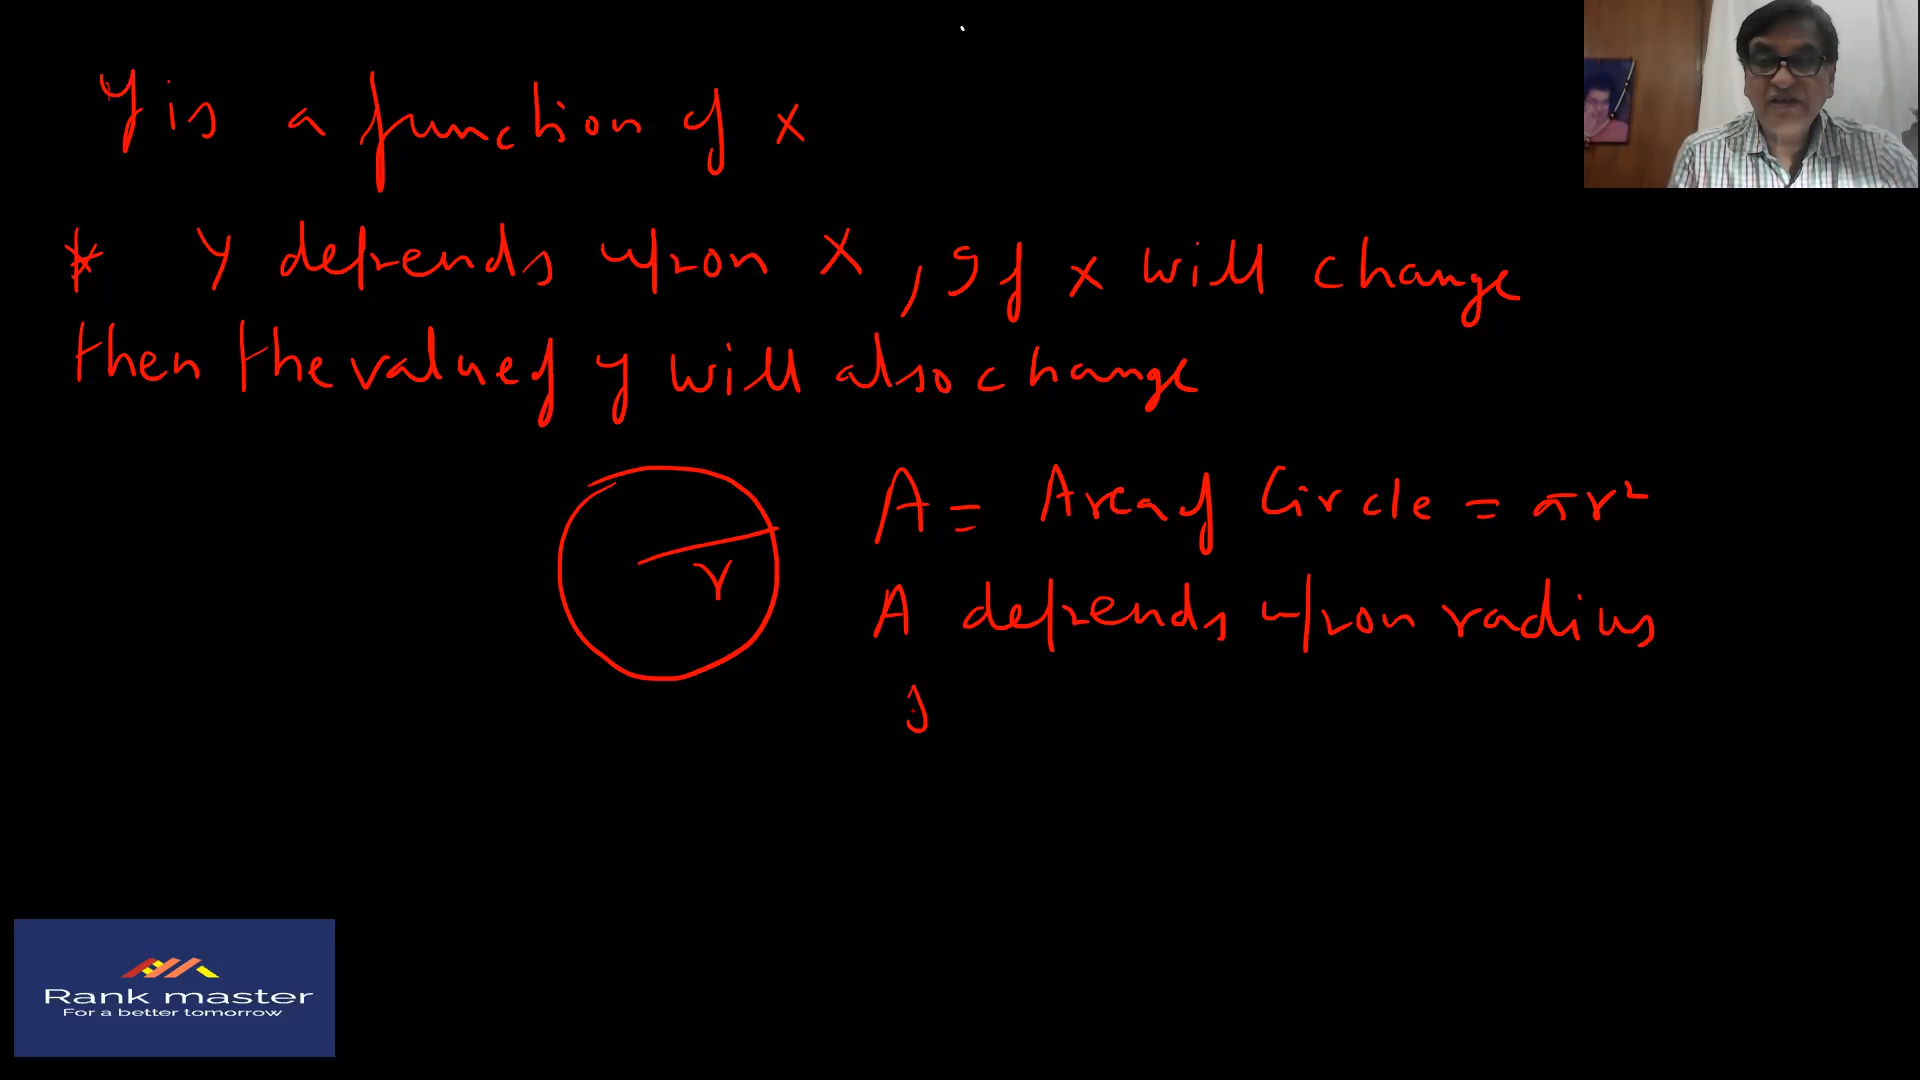 Y is a function of x
* Y depends upon X, If x will change
then the value of y will also change
A = Area of Circle = πr²
r
A depends upon radius
Rank master
For a better tomorrow